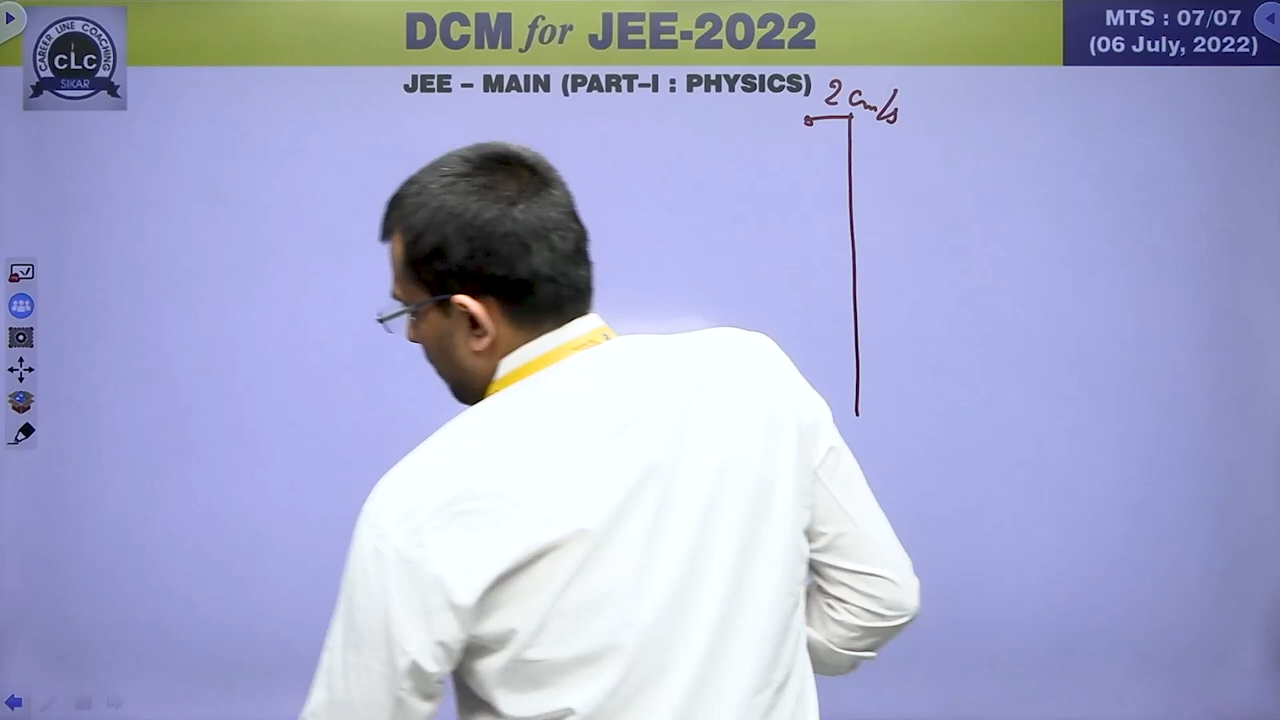 DCM for JEE-2022
MTS : 07/07
(06 July, 2022)
CAREER LINE COACHING
CLC
SIKAR
JEE – MAIN (PART–I : PHYSICS)
2 cm/s